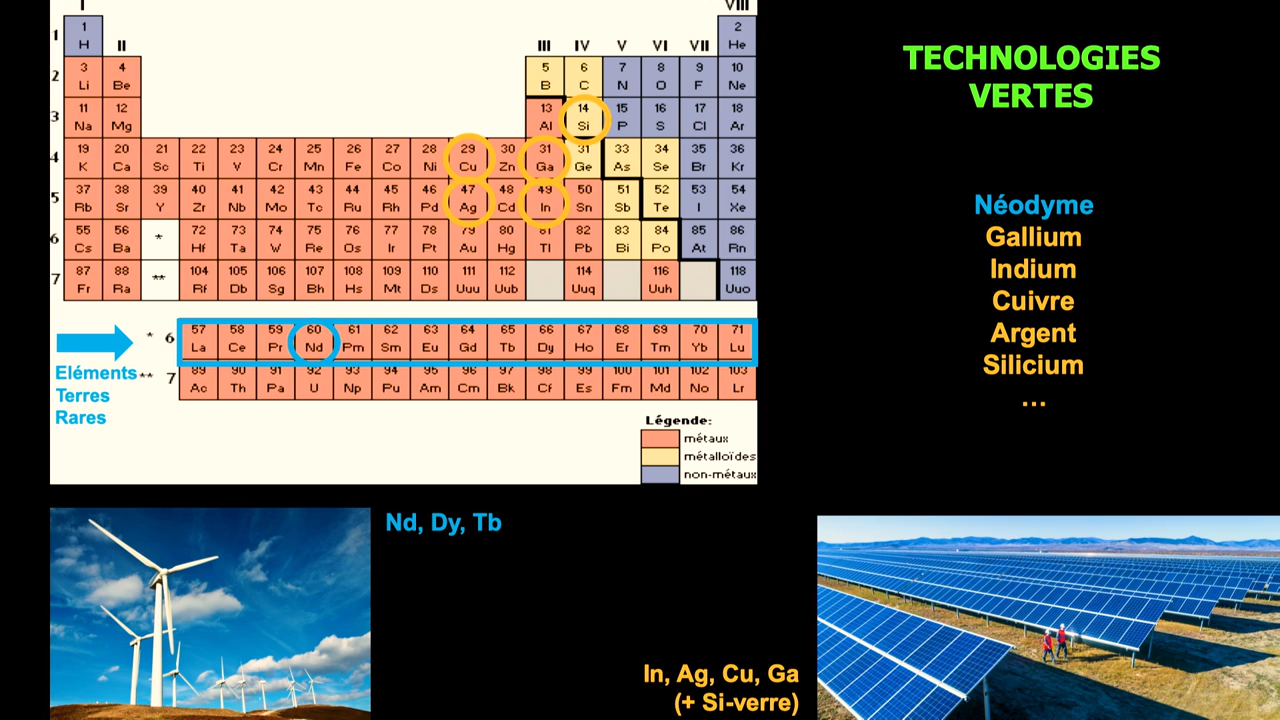 I VIII
1 1 2
H II III IV V VI VII He
2 3 4 5 6 7 8 9 10
Li Be B C N O F Ne
3 11 12 13 14 15 16 17 18
Na Mg Al Si P S Cl Ar
4 19 20 21 22 23 24 25 26 27 28 29 30 31 31 33 34 35 36
K Ca Sc Ti V Cr Mn Fe Co Ni Cu Zn Ga Ge As Se Br Kr
5 37 38 39 40 41 42 43 44 45 46 47 48 49 50 51 52 53 54
Rb Sr Y Zr Nb Mo Tc Ru Rh Pd Ag Cd In Sn Sb Te I Xe
6 55 56 * 72 73 74 75 76 77 78 79 80 81 82 83 84 85 86
Cs Ba Hf Ta W Re Os Ir Pt Au Hg Tl Pb Bi Po At Rn
7 87 88 ** 104 105 106 107 108 109 110 111 112 114 116 118
Fr Ra Rf Db Sg Bh Hs Mt Ds Uuu Uub Uuq Uuh Uuo
* 6 57 58 59 60 61 62 63 64 65 66 67 68 69 70 71
La Ce Pr Nd Pm Sm Eu Gd Tb Dy Ho Er Tm Yb Lu
** 7 89 90 91 92 93 94 95 96 97 98 99 100 101 102 103
Ac Th Pa U Np Pu Am Cm Bk Cf Es Fm Md No Lr
Eléments
Terres
Rares
Légende:
métaux
métalloïdes
non-métaux
TECHNOLOGIES
VERTES
Néodyme
Gallium
Indium
Cuivre
Argent
Silicium
…
Nd, Dy, Tb
In, Ag, Cu, Ga
(+ Si-verre)